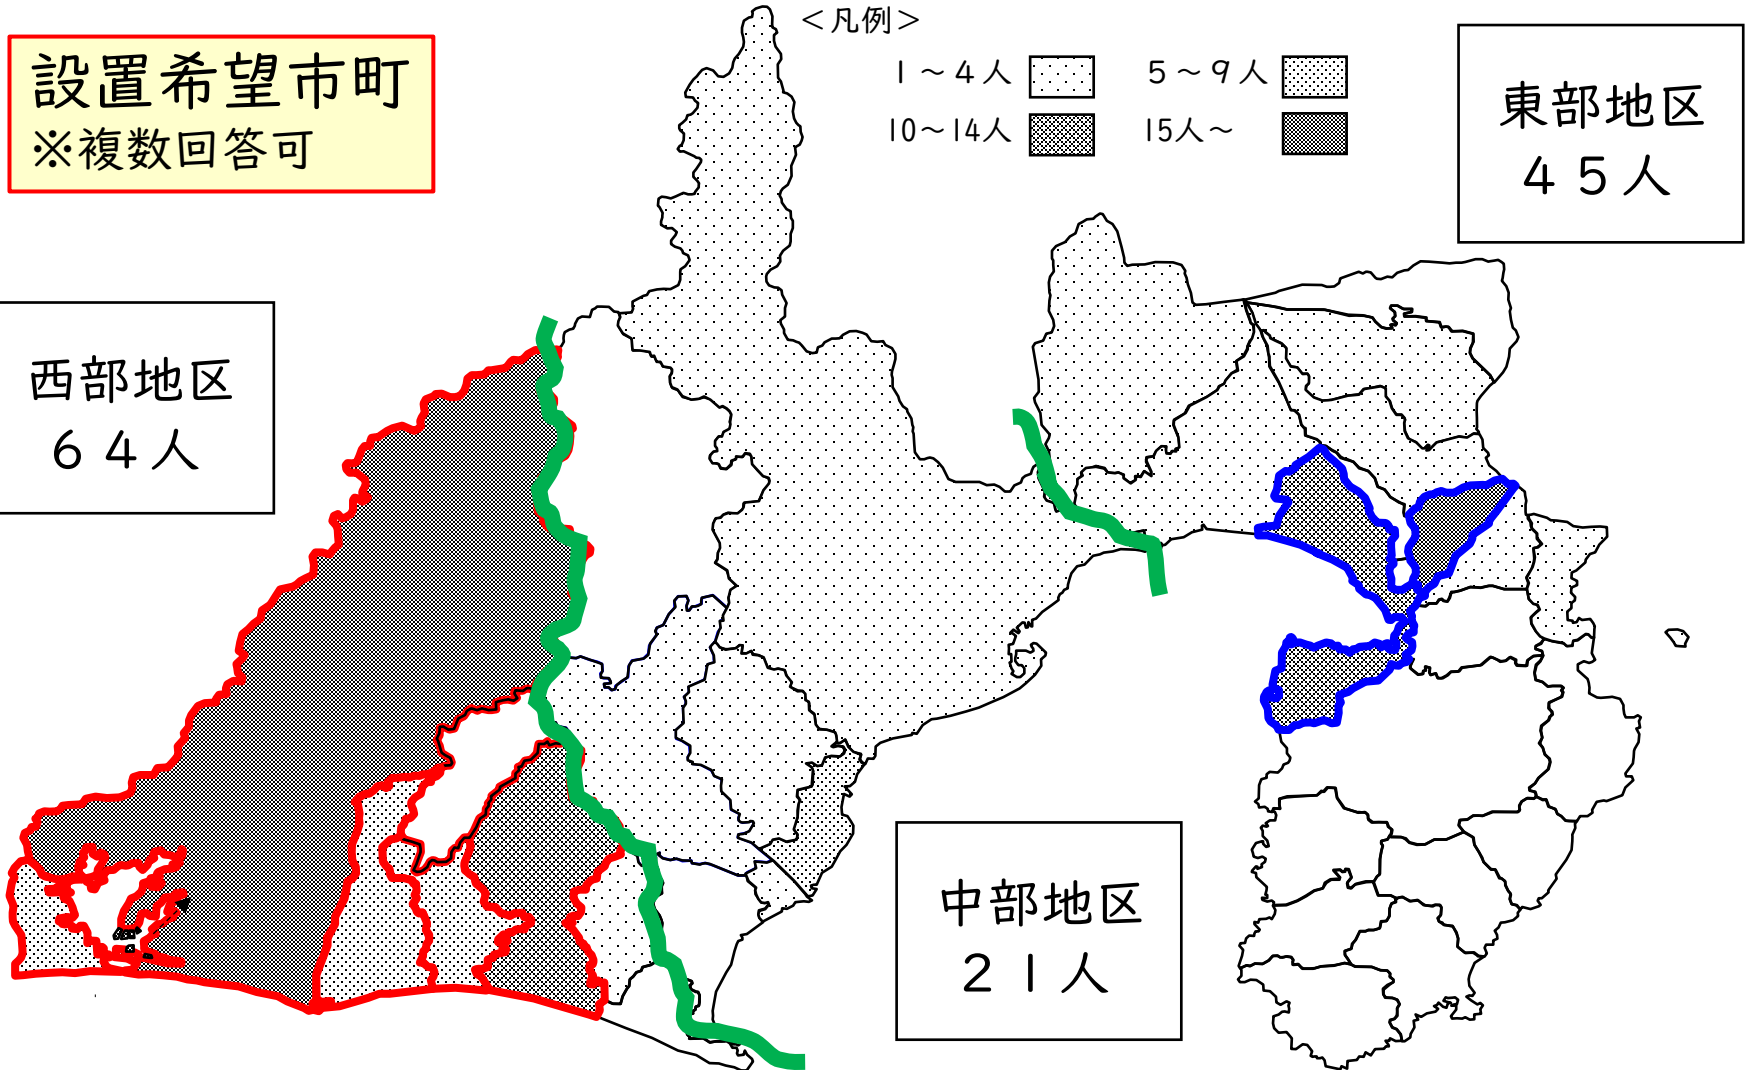 設置希望市町
※複数回答可
＜凡例＞
１～４人
５～９人
10～14人
15人～
東部地区
４５人
西部地区
６４人
中部地区
２１人